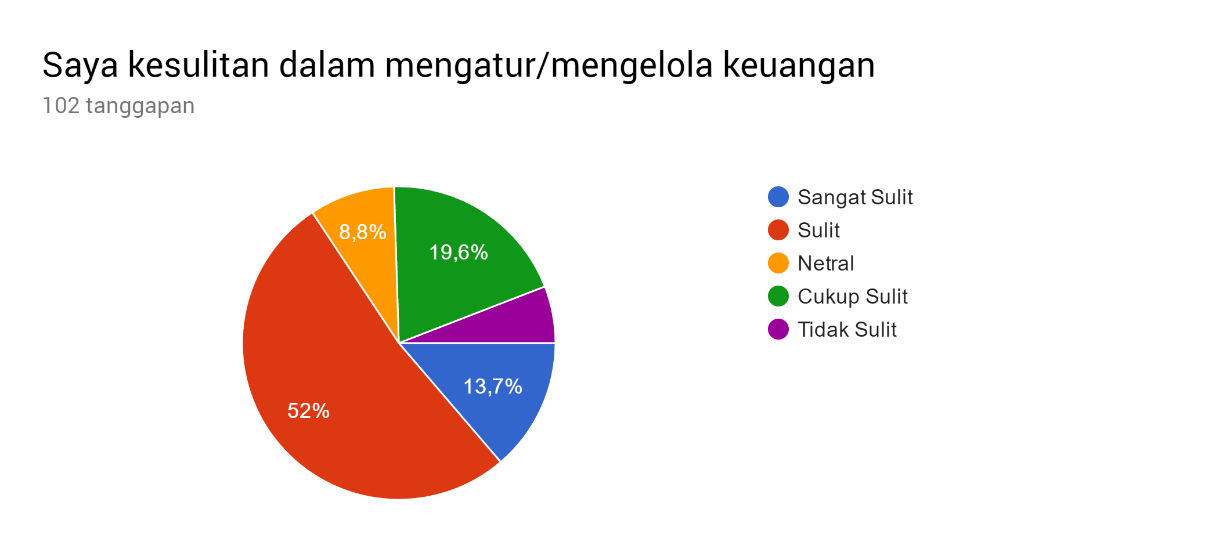 Saya kesulitan dalam mengatur/mengelola keuangan
102 tanggapan
8,8%
19,6%
13,7%
52%
Sangat Sulit
Sulit
Netral
Cukup Sulit
Tidak Sulit